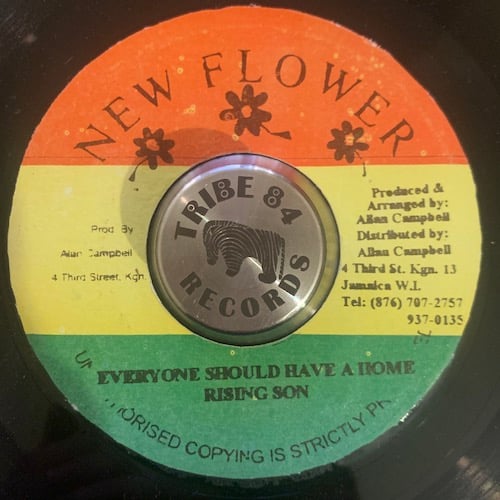 NEW FLOWER
Prod By
Allan Campbell
4 Third Street, Kgn.
TRIBE 84
RECORDS
Produced &
Arranged by:
Allan Campbell
Distributed by:
Allan Campbell
4 Third St. Kgn. 13
Jamaica W.I.
Tel: (876) 707-2757
937-0135
EVERYONE SHOULD HAVE A HOME
RISING SON
COPYING IS STRICTLY